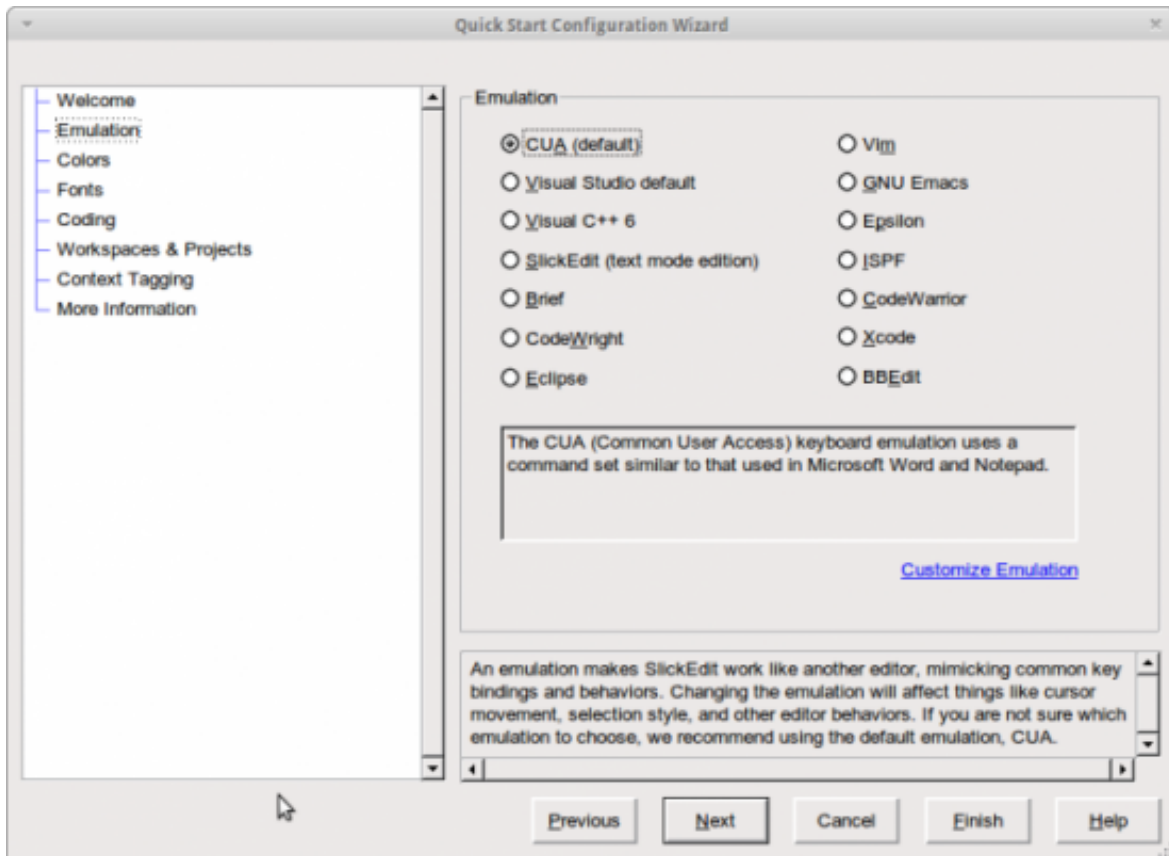 Quick Start Configuration Wizard
Welcome
Emulation
Colors
Fonts
Coding
Workspaces & Projects
Context Tagging
More Information
Emulation
CUA (default)
Visual Studio default
Visual C++ 6
SlickEdit (text mode edition)
Brief
CodeWright
Eclipse
Vim
GNU Emacs
Epsilon
ISPF
CodeWarrior
Xcode
BBEdit
The CUA (Common User Access) keyboard emulation uses a
command set similar to that used in Microsoft Word and Notepad.
Customize Emulation
An emulation makes SlickEdit work like another editor, mimicking common key
bindings and behaviors. Changing the emulation will affect things like cursor
movement, selection style, and other editor behaviors. If you are not sure which
emulation to choose, we recommend using the default emulation, CUA.
Previous Next Cancel Finish Help